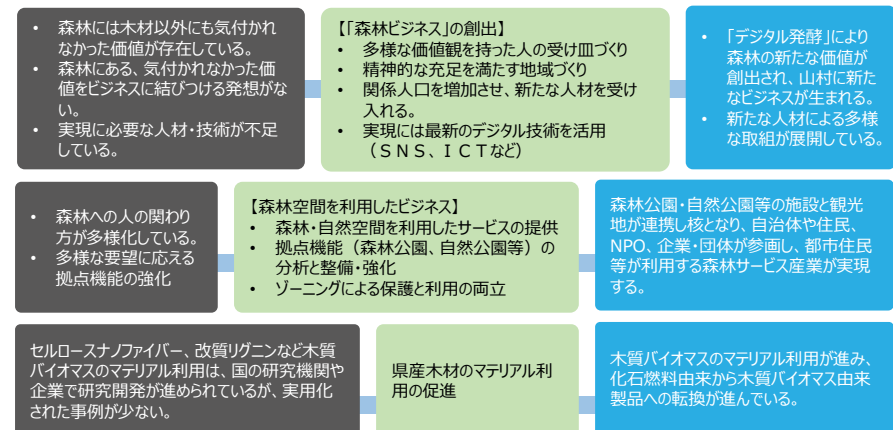 • 森林には木材以外にも気付かれ
なかった価値が存在している。
• 森林にある、気付かれなかった価
値をビジネスに結びつける発想がな
い。
• 実現に必要な人材・技術が不足
している。
【「森林ビジネス」の創出】
• 多様な価値観を持った人の受け皿づくり
• 精神的な充足を満たす地域づくり
• 関係人口を増加させ、新たな人材を受け
入れる。
• 実現には最新のデジタル技術を活用
（ＳＮＳ、ＩＣＴなど）
• 「デジタル発酵」により
森林の新たな価値が
創出され、山村に新た
なビジネスが生まれる。
• 新たな人材による多様
な取組が展開している。
• 森林への人の関わり
方が多様化している。
• 多様な要望に応える
拠点機能の強化
【森林空間を利用したビジネス】
• 森林・自然空間を利用したサービスの提供
• 拠点機能（森林公園、自然公園等）の
分析と整備・強化
• ゾーニングによる保護と利用の両立
森林公園・自然公園等の施設と観光
地が連携し核となり、自治体や住民、
NPO、企業・団体が参画し、都市住民
等が利用する森林サービス産業が実現
する。
セルロースナノファイバー、改質リグニンなど木質
バイオマスのマテリアル利用は、国の研究機関や
企業で研究開発が進められているが、実用化
された事例が少ない。
県産木材のマテリアル利
用の促進
木質バイオマスのマテリアル利用が進み、
化石燃料由来から木質バイオマス由来
製品への転換が進んでいる。